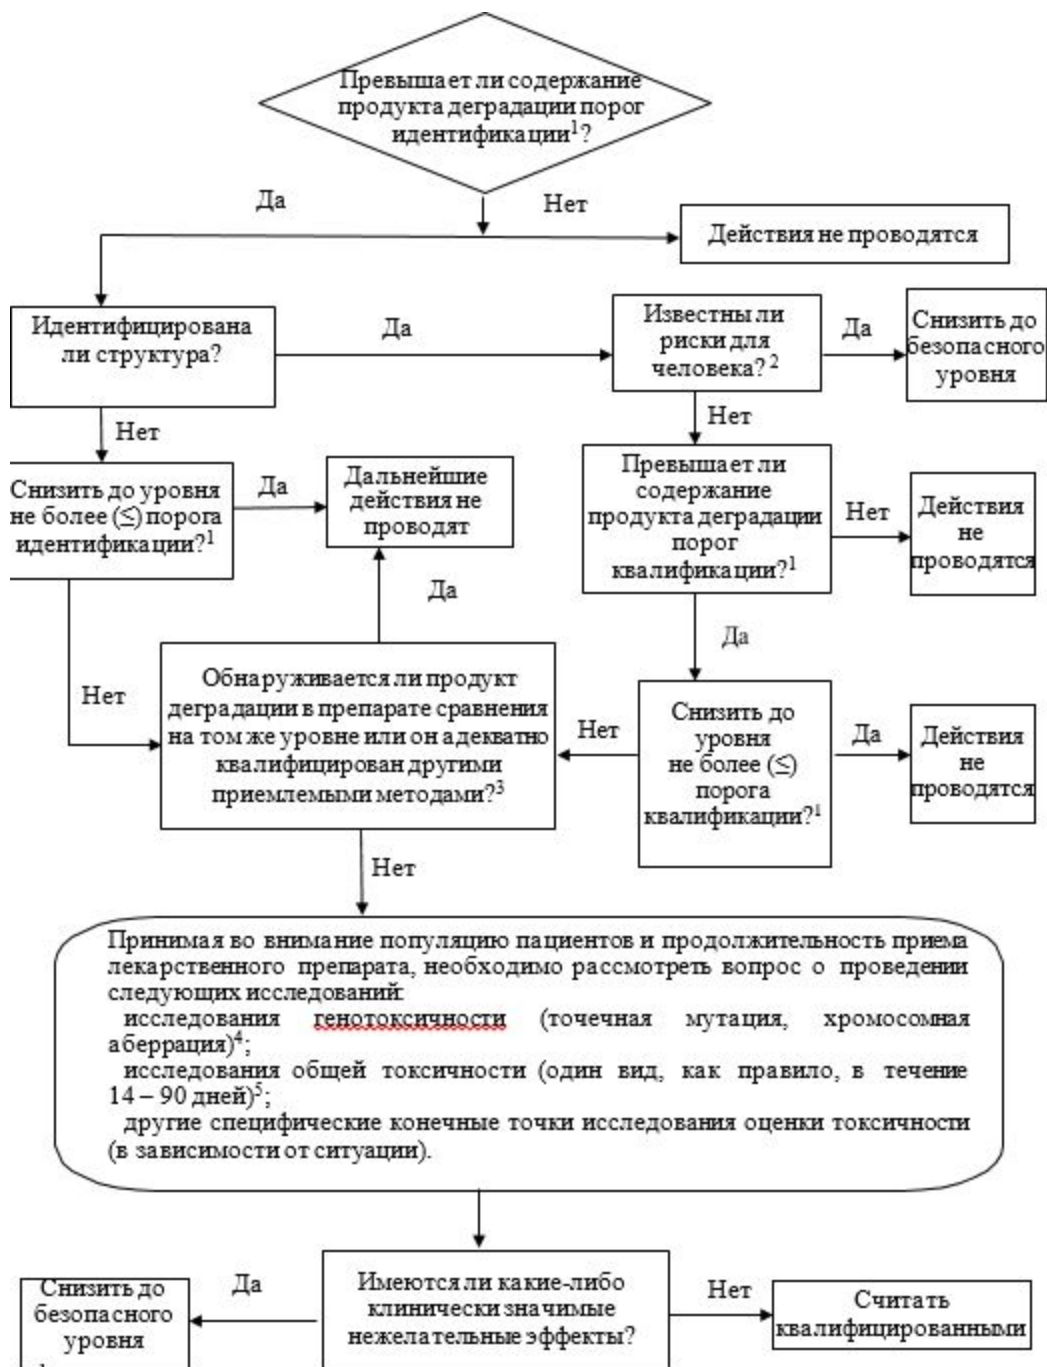 Превышает ли содержание
продукта деградации порог
идентификации¹?
Да
Нет
Действия не проводятся
Идентифицирована
ли структура?
Да
Известны ли
риски для
человека? ²
Да
Снизить до
безопасного
уровня
Нет
Нет
Снизить до уровня
не более (≤) порога
идентификации?¹
Да
Дальнейшие
действия не
проводят
Превышает ли
содержание
продукта деградации
порог
квалификации?¹
Нет
Действия
не
проводятся
Да
Да
Нет
Обнаруживается ли продукт
деградации в препарате сравнения
на том же уровне или он адекватно
квалифицирован другими
приемлемыми методами?³
Нет
Снизить до
уровня
не более (≤)
порога
квалификации?¹
Да
Действия
не
проводятся
Нет
Принимая во внимание популяцию пациентов и продолжительность приема
лекарственного препарата, необходимо рассмотреть вопрос о проведении
следующих исследований:
исследования генотоксичности (точечная мутация, хромосомная
аберрация)⁴;
исследования общей токсичности (один вид, как правило, в течение
14 – 90 дней)⁵;
другие специфические конечные точки исследования оценки токсичности
(в зависимости от ситуации).
Снизить до
безопасного
уровня
Да
Имеются ли какие-либо
клинически значимые
нежелательные эффекты?
Нет
Считать
квалифицированными